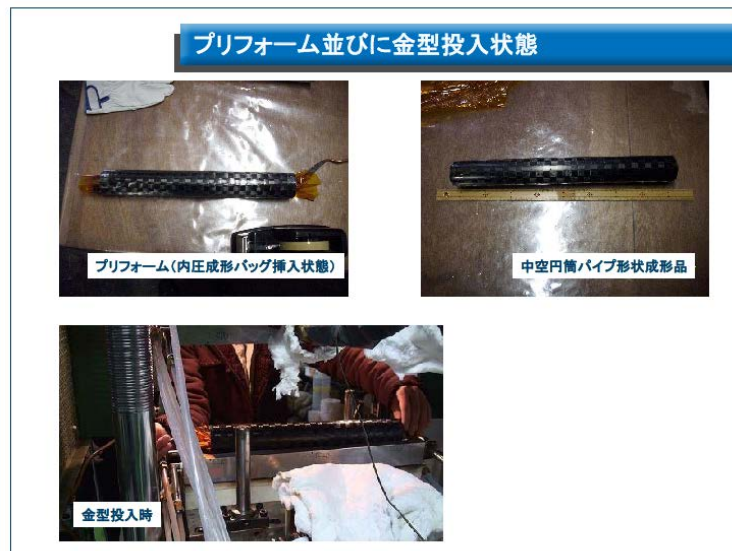 プリフォーム並びに金型投入状態
プリフォーム(内圧成形バッグ挿入状態)
中空円筒パイプ形状成形品
金型投入時